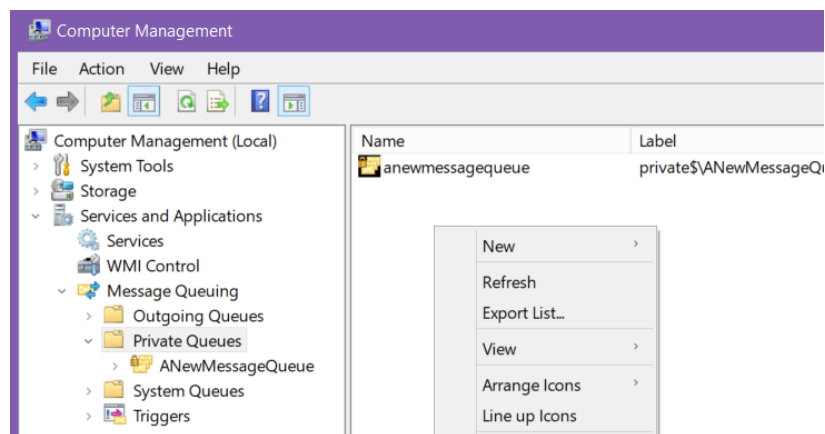 Computer Management
File Action View Help
Computer Management (Local)
System Tools
Storage
Services and Applications
Services
WMI Control
Message Queuing
Outgoing Queues
Private Queues
ANewMessageQueue
System Queues
Triggers
Name Label
anewmessagequeue private$\ANewMessageQu
New
Refresh
Export List...
View
Arrange Icons
Line up Icons